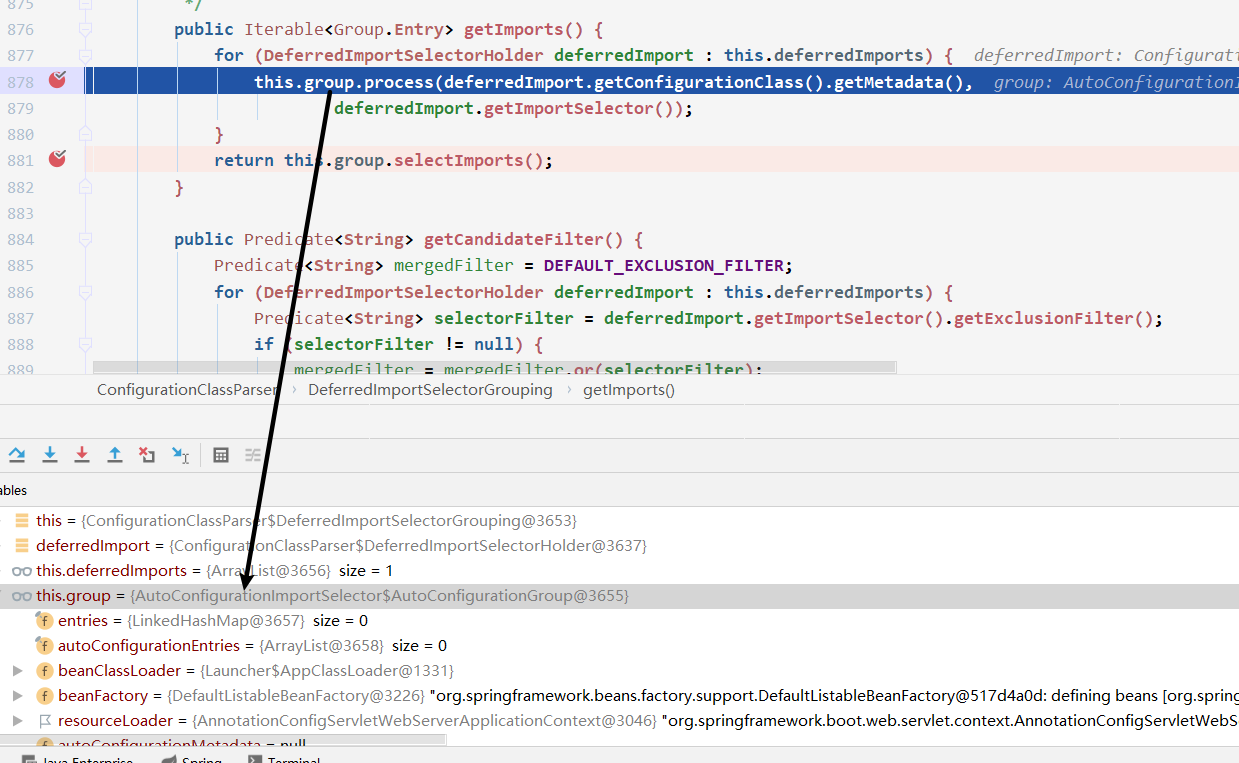 875 */
876 public Iterable<Group.Entry> getImports() {
877 for (DeferredImportSelectorHolder deferredImport : this.deferredImports) { deferredImport: Configurati
878 this.group.process(deferredImport.getConfigurationClass().getMetadata(), group: AutoConfigurationI
879 deferredImport.getImportSelector());
880 }
881 return this.group.selectImports();
882 }
883
884 public Predicate<String> getCandidateFilter() {
885 Predicate<String> mergedFilter = DEFAULT_EXCLUSION_FILTER;
886 for (DeferredImportSelectorHolder deferredImport : this.deferredImports) {
887 Predicate<String> selectorFilter = deferredImport.getImportSelector().getExclusionFilter();
888 if (selectorFilter != null) {
889 mergedFilter = mergedFilter.or(selectorFilter);
ConfigurationClassParser › DeferredImportSelectorGrouping › getImports()
ables
this = {ConfigurationClassParser$DeferredImportSelectorGrouping@3653}
deferredImport = {ConfigurationClassParser$DeferredImportSelectorHolder@3637}
this.deferredImports = {ArrayList@3656} size = 1
this.group = {AutoConfigurationImportSelector$AutoConfigurationGroup@3655}
entries = {LinkedHashMap@3657} size = 0
autoConfigurationEntries = {ArrayList@3658} size = 0
beanClassLoader = {Launcher$AppClassLoader@1331}
beanFactory = {DefaultListableBeanFactory@3226} "org.springframework.beans.factory.support.DefaultListableBeanFactory@517d4a0d: defining beans [org.spring
resourceLoader = {AnnotationConfigServletWebServerApplicationContext@3046} "org.springframework.boot.web.servlet.context.AnnotationConfigServletWebS
autoConfigurationMetadata = null
Java Enterprise Spring Terminal